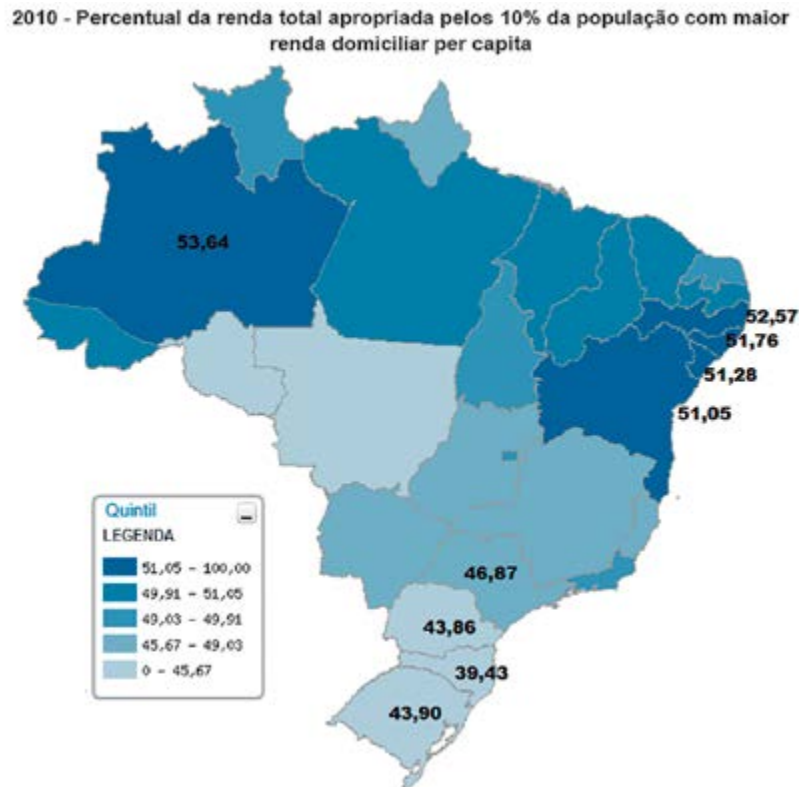 2010 - Percentual da renda total apropriada pelos 10% da população com maior
renda domiciliar per capita
53,64
52,57
51,76
51,28
51,05
46,87
43,86
39,43
43,90
Quintil
LEGENDA
51,05 - 100,00
49,91 - 51,05
49,03 - 49,91
45,67 - 49,03
0 - 45,67